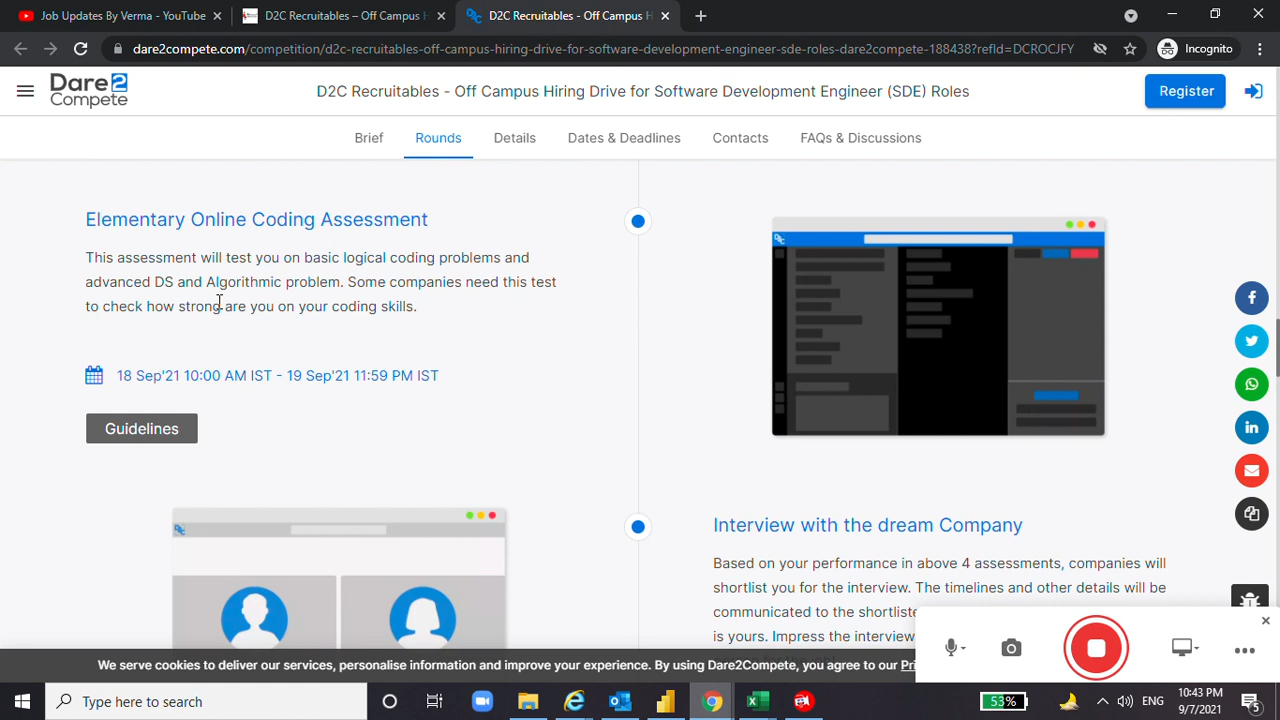 Job Updates By Verma - YouTube
D2C Recruitables – Off Campus H
D2C Recruitables - Off Campus H
dare2compete.com/competition/d2c-recruitables-off-campus-hiring-drive-for-software-development-engineer-sde-roles-dare2compete-188438?refId=DCROCJFY
Incognito
Dare2
Compete
D2C Recruitables - Off Campus Hiring Drive for Software Development Engineer (SDE) Roles
Register
Brief
Rounds
Details
Dates & Deadlines
Contacts
FAQs & Discussions
Elementary Online Coding Assessment
This assessment will test you on basic logical coding problems and
advanced DS and Algorithmic problem. Some companies need this test
to check how strong are you on your coding skills.
18 Sep'21 10:00 AM IST - 19 Sep'21 11:59 PM IST
Guidelines
Interview with the dream Company
Based on your performance in above 4 assessments, companies will
shortlist you for the interview. The timelines and other details will be
communicated to the
is yours. Impress the
We serve cookies to deliver our services, personalise information and improve your experience. By using Dare2Compete, you agree to our
Type here to search
53%
ENG
10:43 PM
9/7/2021
5